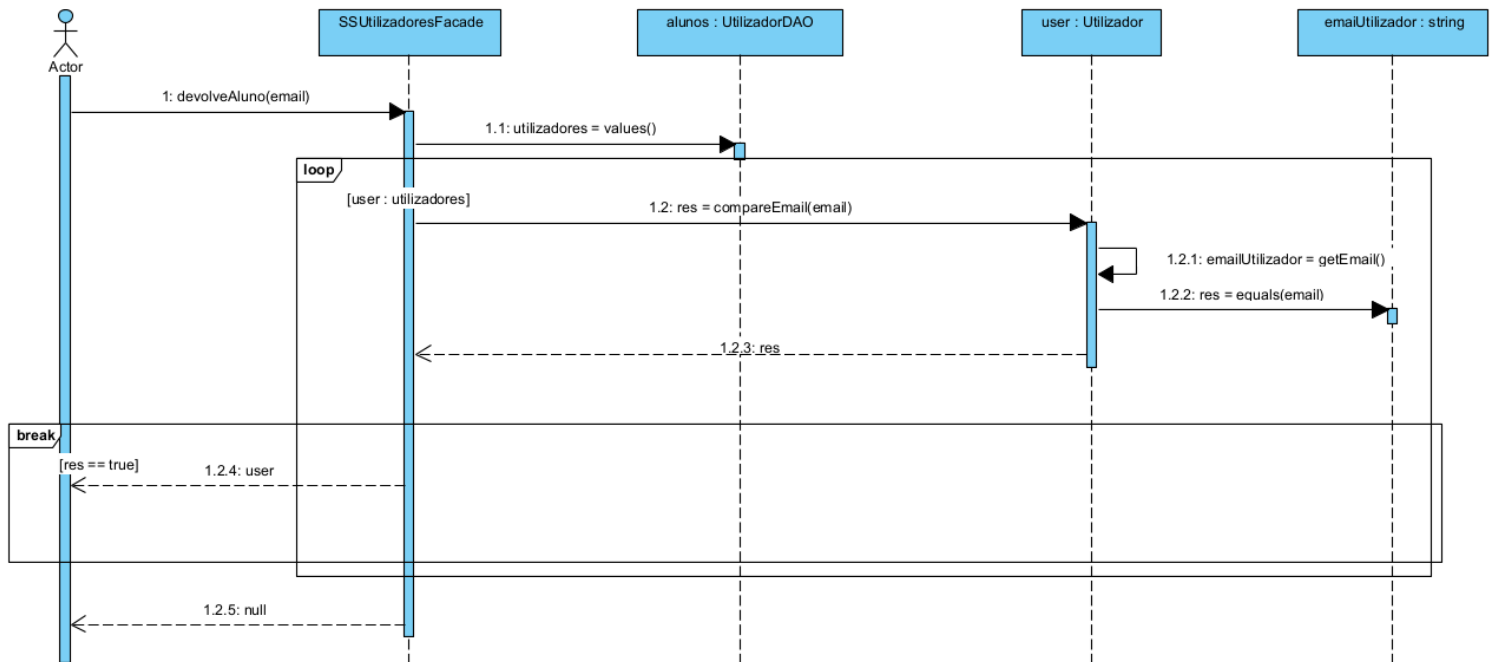 SSUtilizadoresFacade
alunos : UtilizadorDAO
user : Utilizador
emaiUtilizador : string
Actor
1: devolveAluno(email)
1.1: utilizadores = values()
loop
[user : utilizadores]
1.2: res = compareEmail(email)
1.2.1: emailUtilizador = getEmail()
1.2.2: res = equals(email)
1.2.3: res
break
[res == true]
1.2.4: user
1.2.5: null